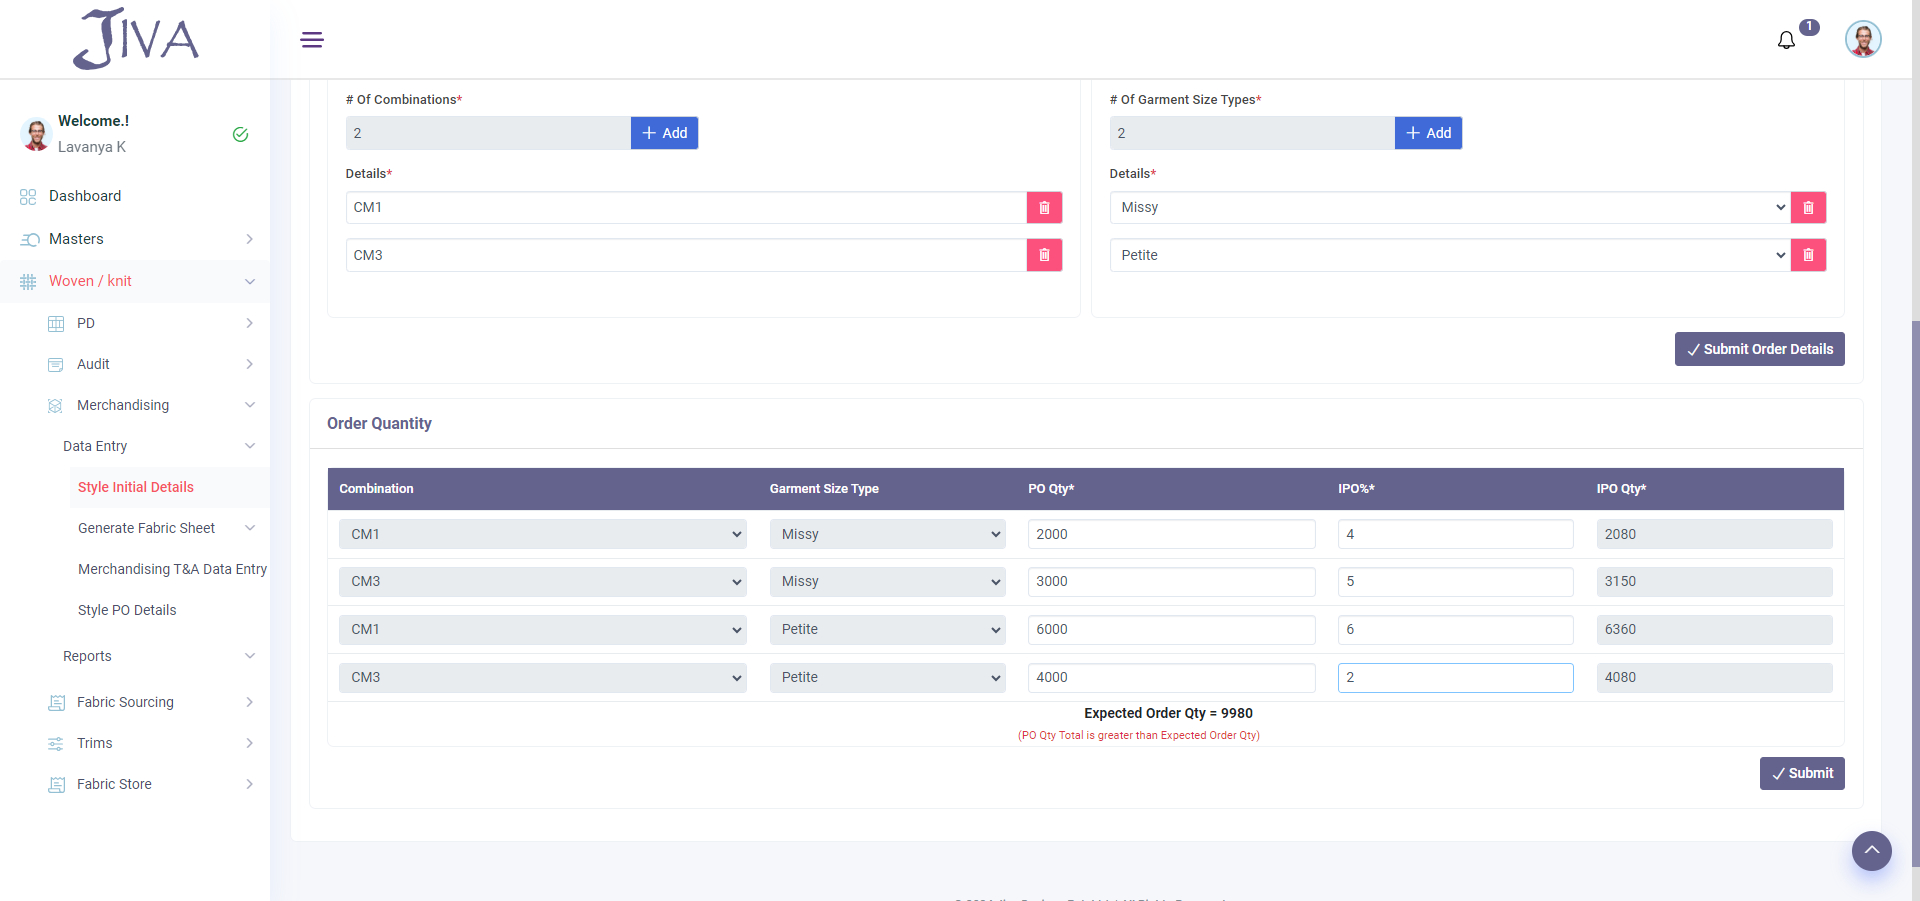 JIVA
1
Welcome.!
Lavanya K
Dashboard
Masters
Woven / knit
PD
Audit
Merchandising
Data Entry
Style Initial Details
Generate Fabric Sheet
Merchandising T&A Data Entry
Style PO Details
Reports
Fabric Sourcing
Trims
Fabric Store
# Of Combinations*
2 Add
Details*
CM1
CM3
# Of Garment Size Types*
2 Add
Details*
Missy
Petite
Submit Order Details
Order Quantity
Combination Garment Size Type PO Qty* IPO%* IPO Qty*
CM1 Missy 2000 4 2080
CM3 Missy 3000 5 3150
CM1 Petite 6000 6 6360
CM3 Petite 4000 2 4080
Expected Order Qty = 9980
(PO Qty Total is greater than Expected Order Qty)
Submit